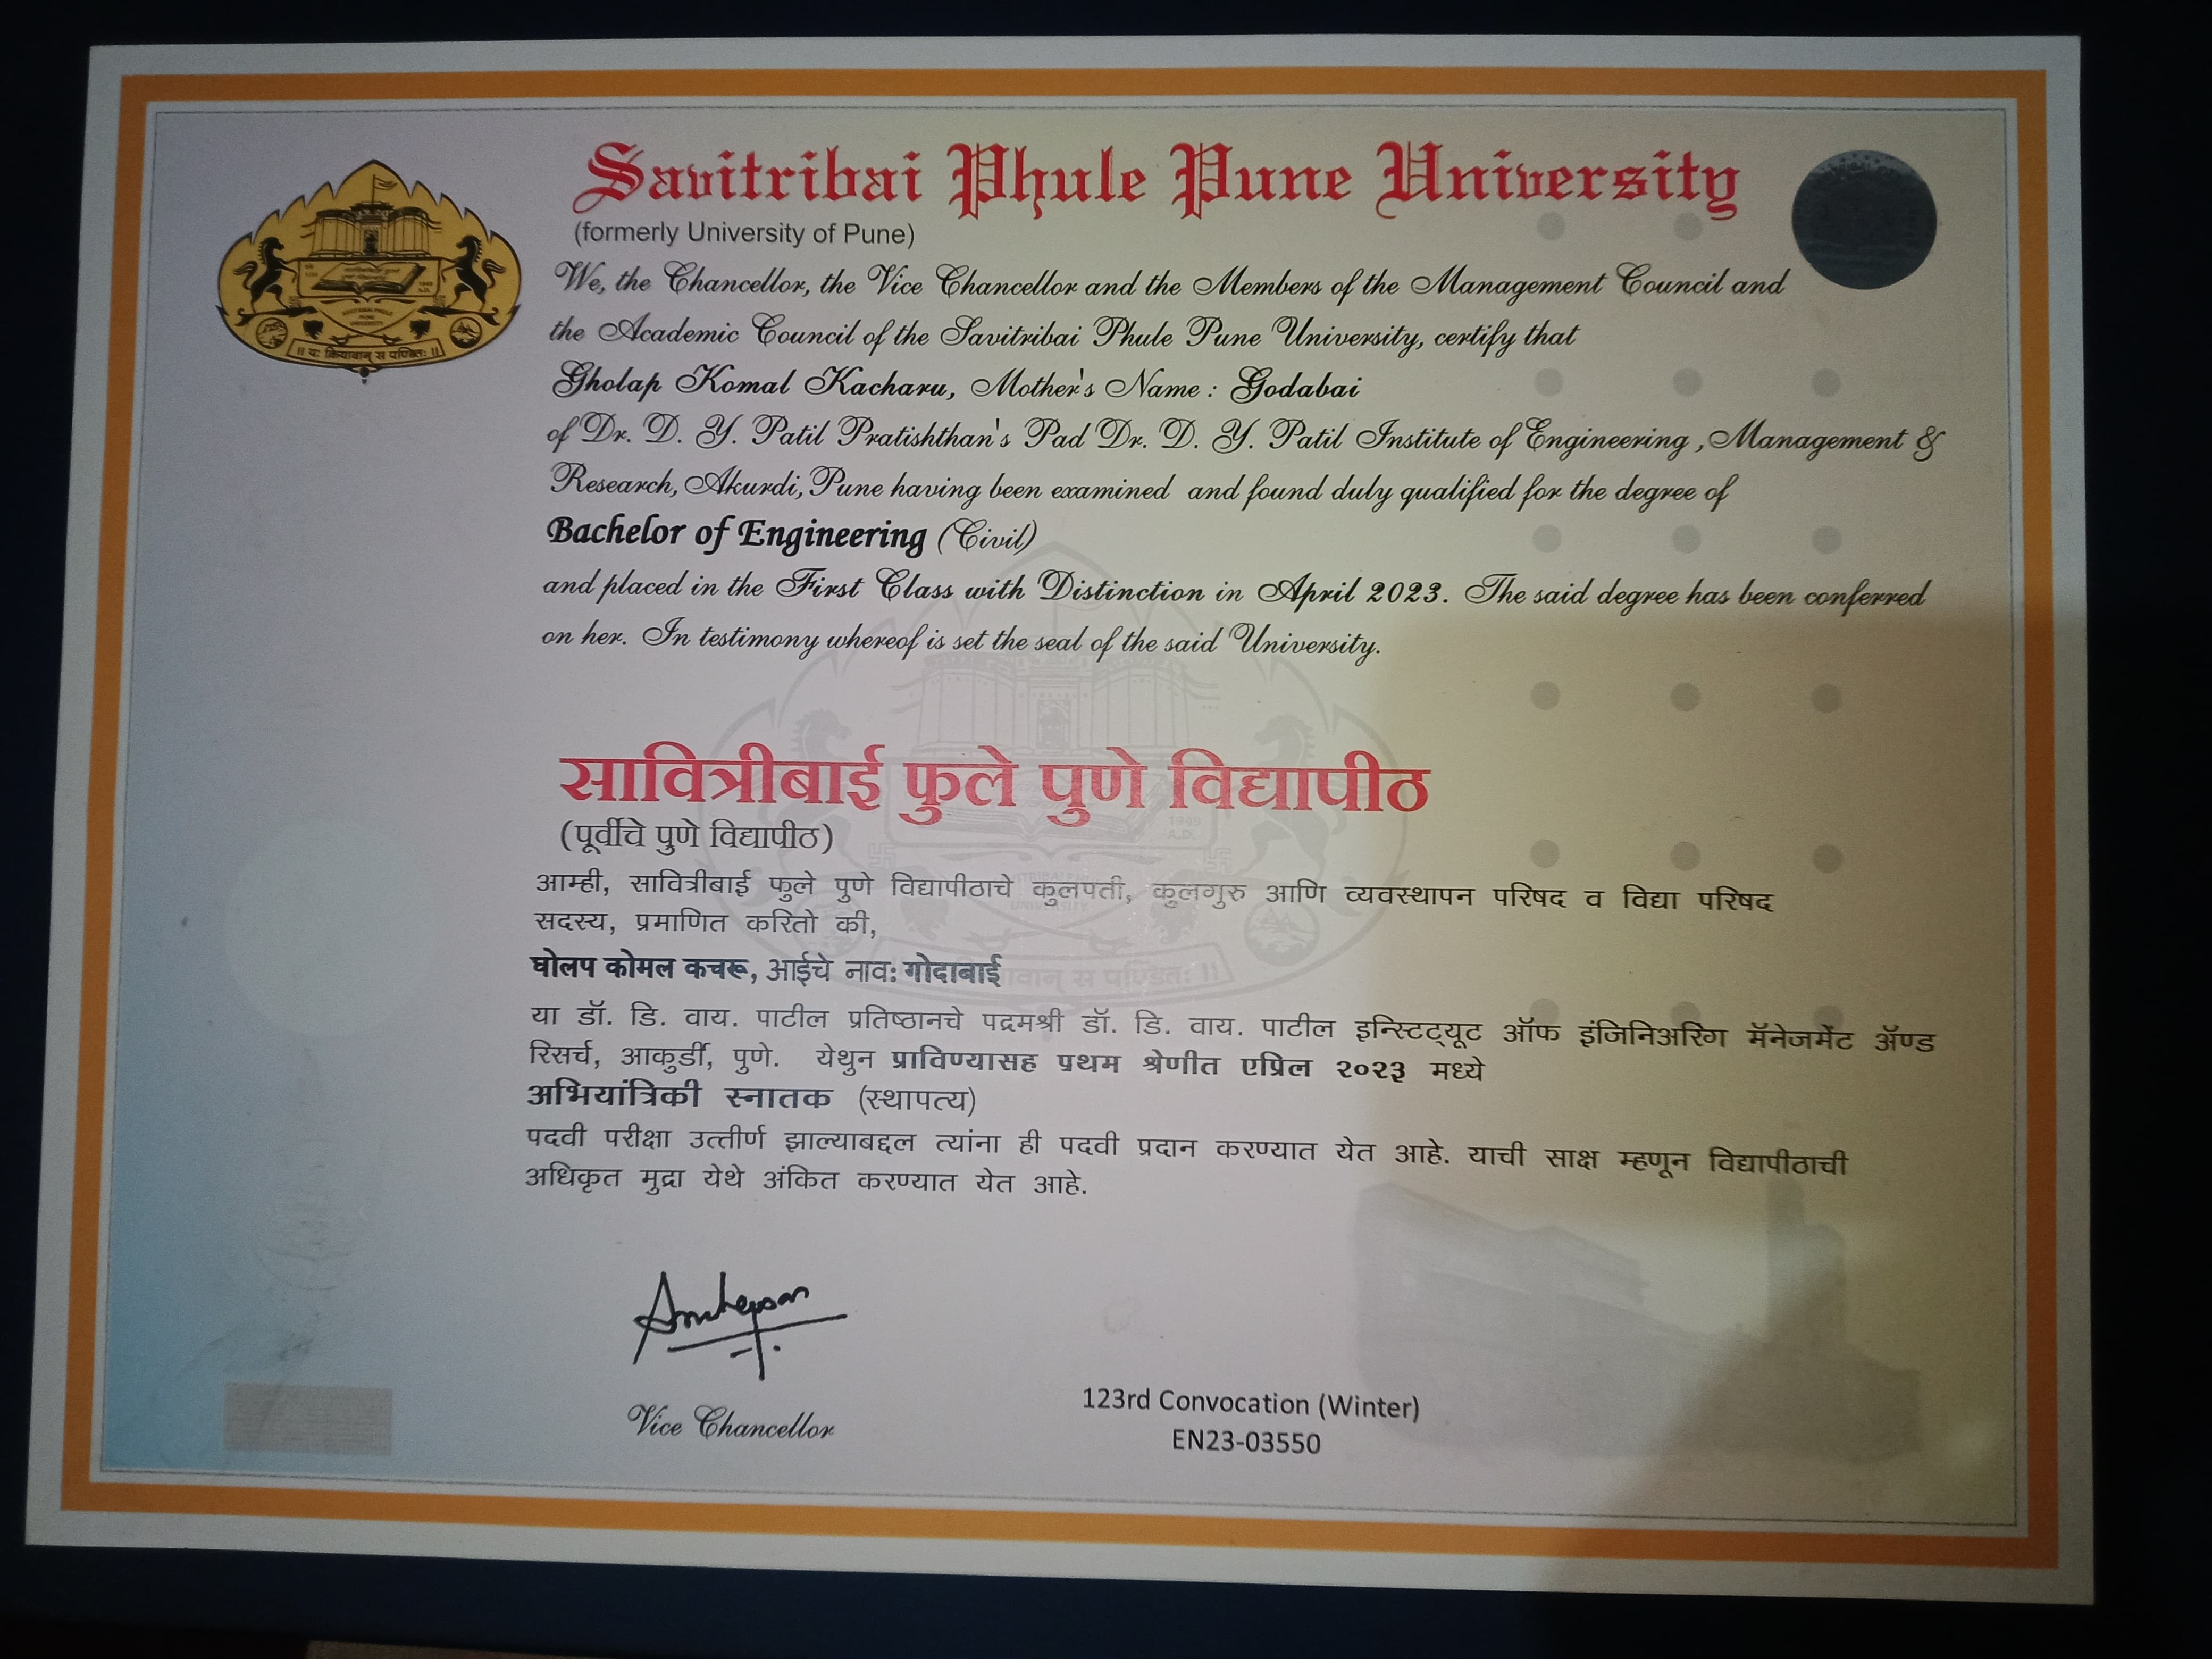 Savitribai Phule Pune University
(formerly University of Pune)
We, the Chancellor, the Vice Chancellor and the Members of the Management Council and
the Academic Council of the Savitribai Phule Pune University, certify that
Gholap Komal Kacharu, Mother's Name : Godabai
of Dr. D. Y. Patil Pratishthan's Pad Dr. D. Y. Patil Institute of Engineering , Management &
Research, Akurdi, Pune having been examined and found duly qualified for the degree of
Bachelor of Engineering (Civil)
and placed in the First Class with Distinction in April 2023. The said degree has been conferred
on her. In testimony whereof is set the seal of the said University.
॥ यः क्रियावान् स पण्डितः ॥
सावित्रीबाई फुले पुणे विद्यापीठ
(पूर्वीचे पुणे विद्यापीठ)
आम्ही, सावित्रीबाई फुले पुणे विद्यापीठाचे कुलपती, कुलगुरु आणि व्यवस्थापन परिषद व विद्या परिषद
सदस्य, प्रमाणित करितो की,
घोलप कोमल कचरू, आईचे नाव: गोदाबाई
या डॉ. डि. वाय. पाटील प्रतिष्ठानचे पद्मश्री डॉ. डि. वाय. पाटील इन्स्टिट्यूट ऑफ इंजिनिअरिंग मॅनेजमेंट ॲण्ड
रिसर्च, आकुर्डी, पुणे. येथुन प्राविण्यासह प्रथम श्रेणीत एप्रिल २०२३ मध्ये
अभियांत्रिकी स्नातक (स्थापत्य)
पदवी परीक्षा उत्तीर्ण झाल्याबद्दल त्यांना ही पदवी प्रदान करण्यात येत आहे. याची साक्ष म्हणून विद्यापीठाची
अधिकृत मुद्रा येथे अंकित करण्यात येत आहे.
Vice Chancellor
123rd Convocation (Winter)
EN23-03550